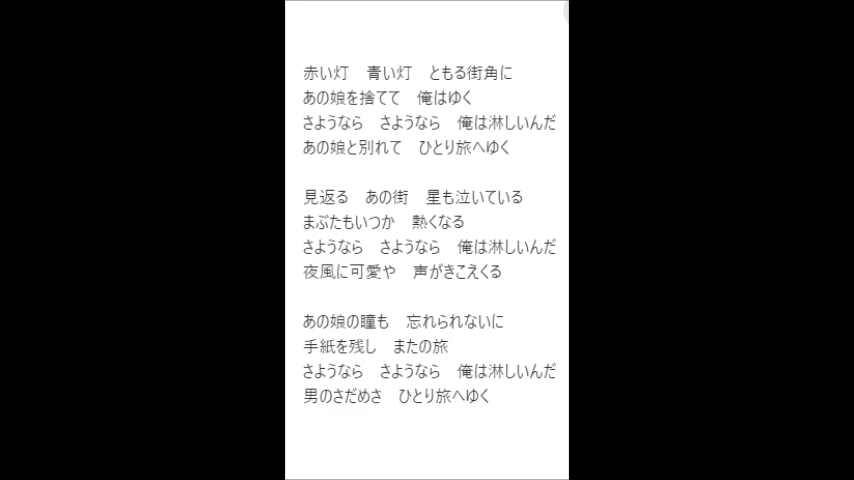 赤い灯　青い灯　ともる街角に
あの娘を捨てて　俺はゆく
さようなら　さようなら　俺は淋しいんだ
あの娘と別れて　ひとり旅へゆく
見返る　あの街　星も泣いている
まぶたもいつか　熱くなる
さようなら　さようなら　俺は淋しいんだ
夜風に可愛や　声がきこえくる
あの娘の瞳も　忘れられないに
手紙を残し　またの旅
さようなら　さようなら　俺は淋しいんだ
男のさだめさ　ひとり旅へゆく